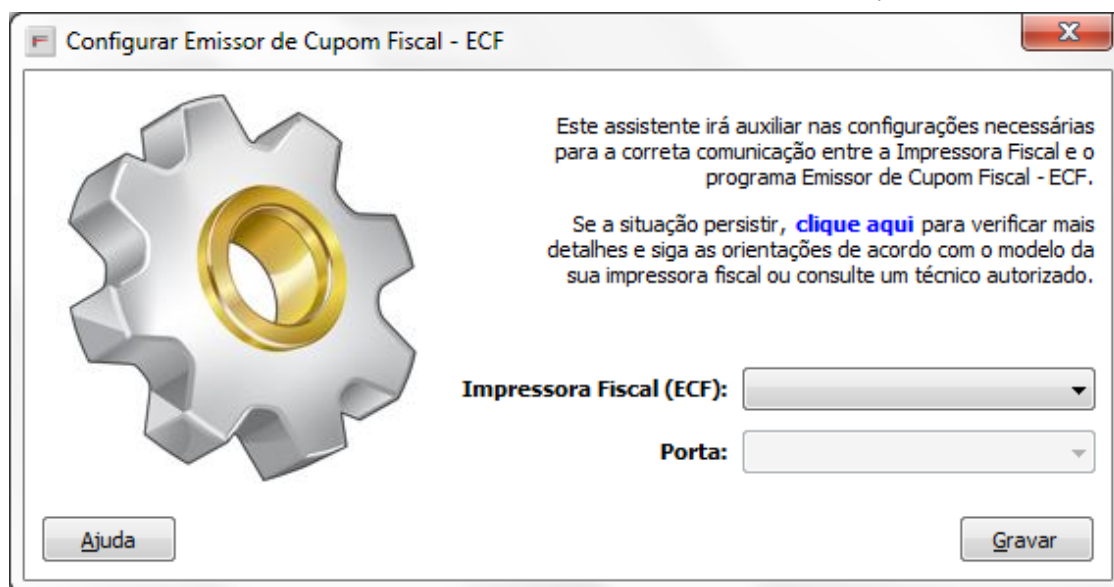 Configurar Emissor de Cupom Fiscal - ECF
Este assistente irá auxiliar nas configurações necessárias
para a correta comunicação entre a Impressora Fiscal e o
programa Emissor de Cupom Fiscal - ECF.
Se a situação persistir, clique aqui para verificar mais
detalhes e siga as orientações de acordo com o modelo da
sua impressora fiscal ou consulte um técnico autorizado.
Impressora Fiscal (ECF):
Porta:
Ajuda
Gravar